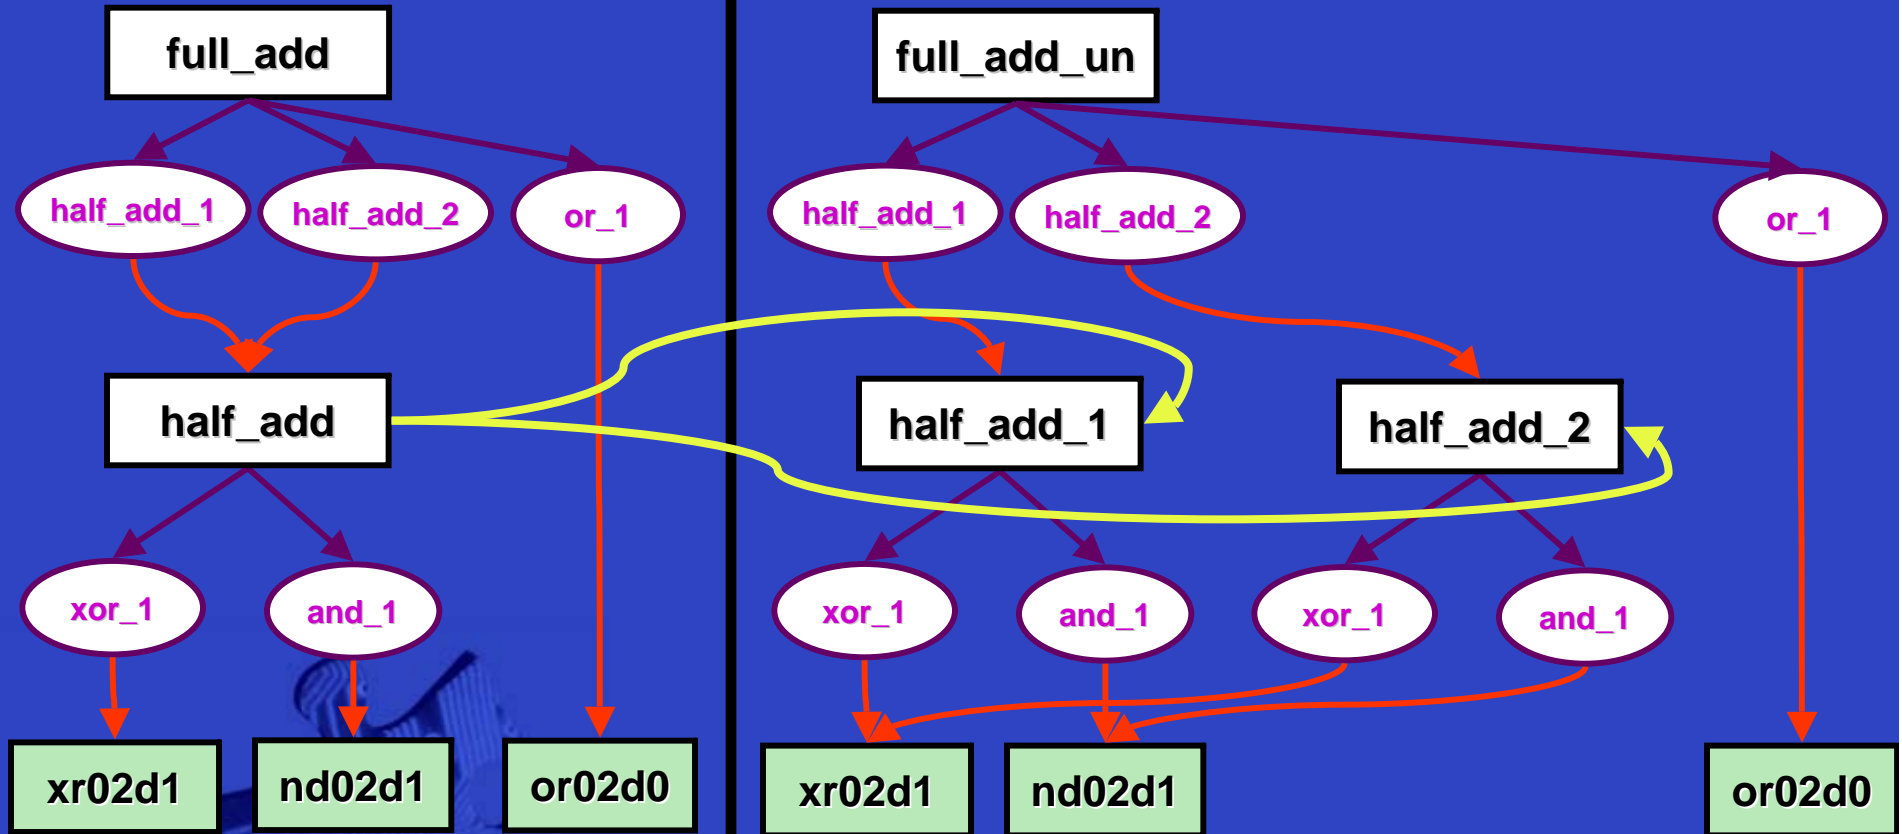 full_add
half_add_1
half_add_2
or_1
half_add
xor_1
and_1
xr02d1
nd02d1
or02d0
full_add_un
half_add_1
half_add_2
or_1
half_add_1
half_add_2
xor_1
and_1
xor_1
and_1
xr02d1
nd02d1
or02d0